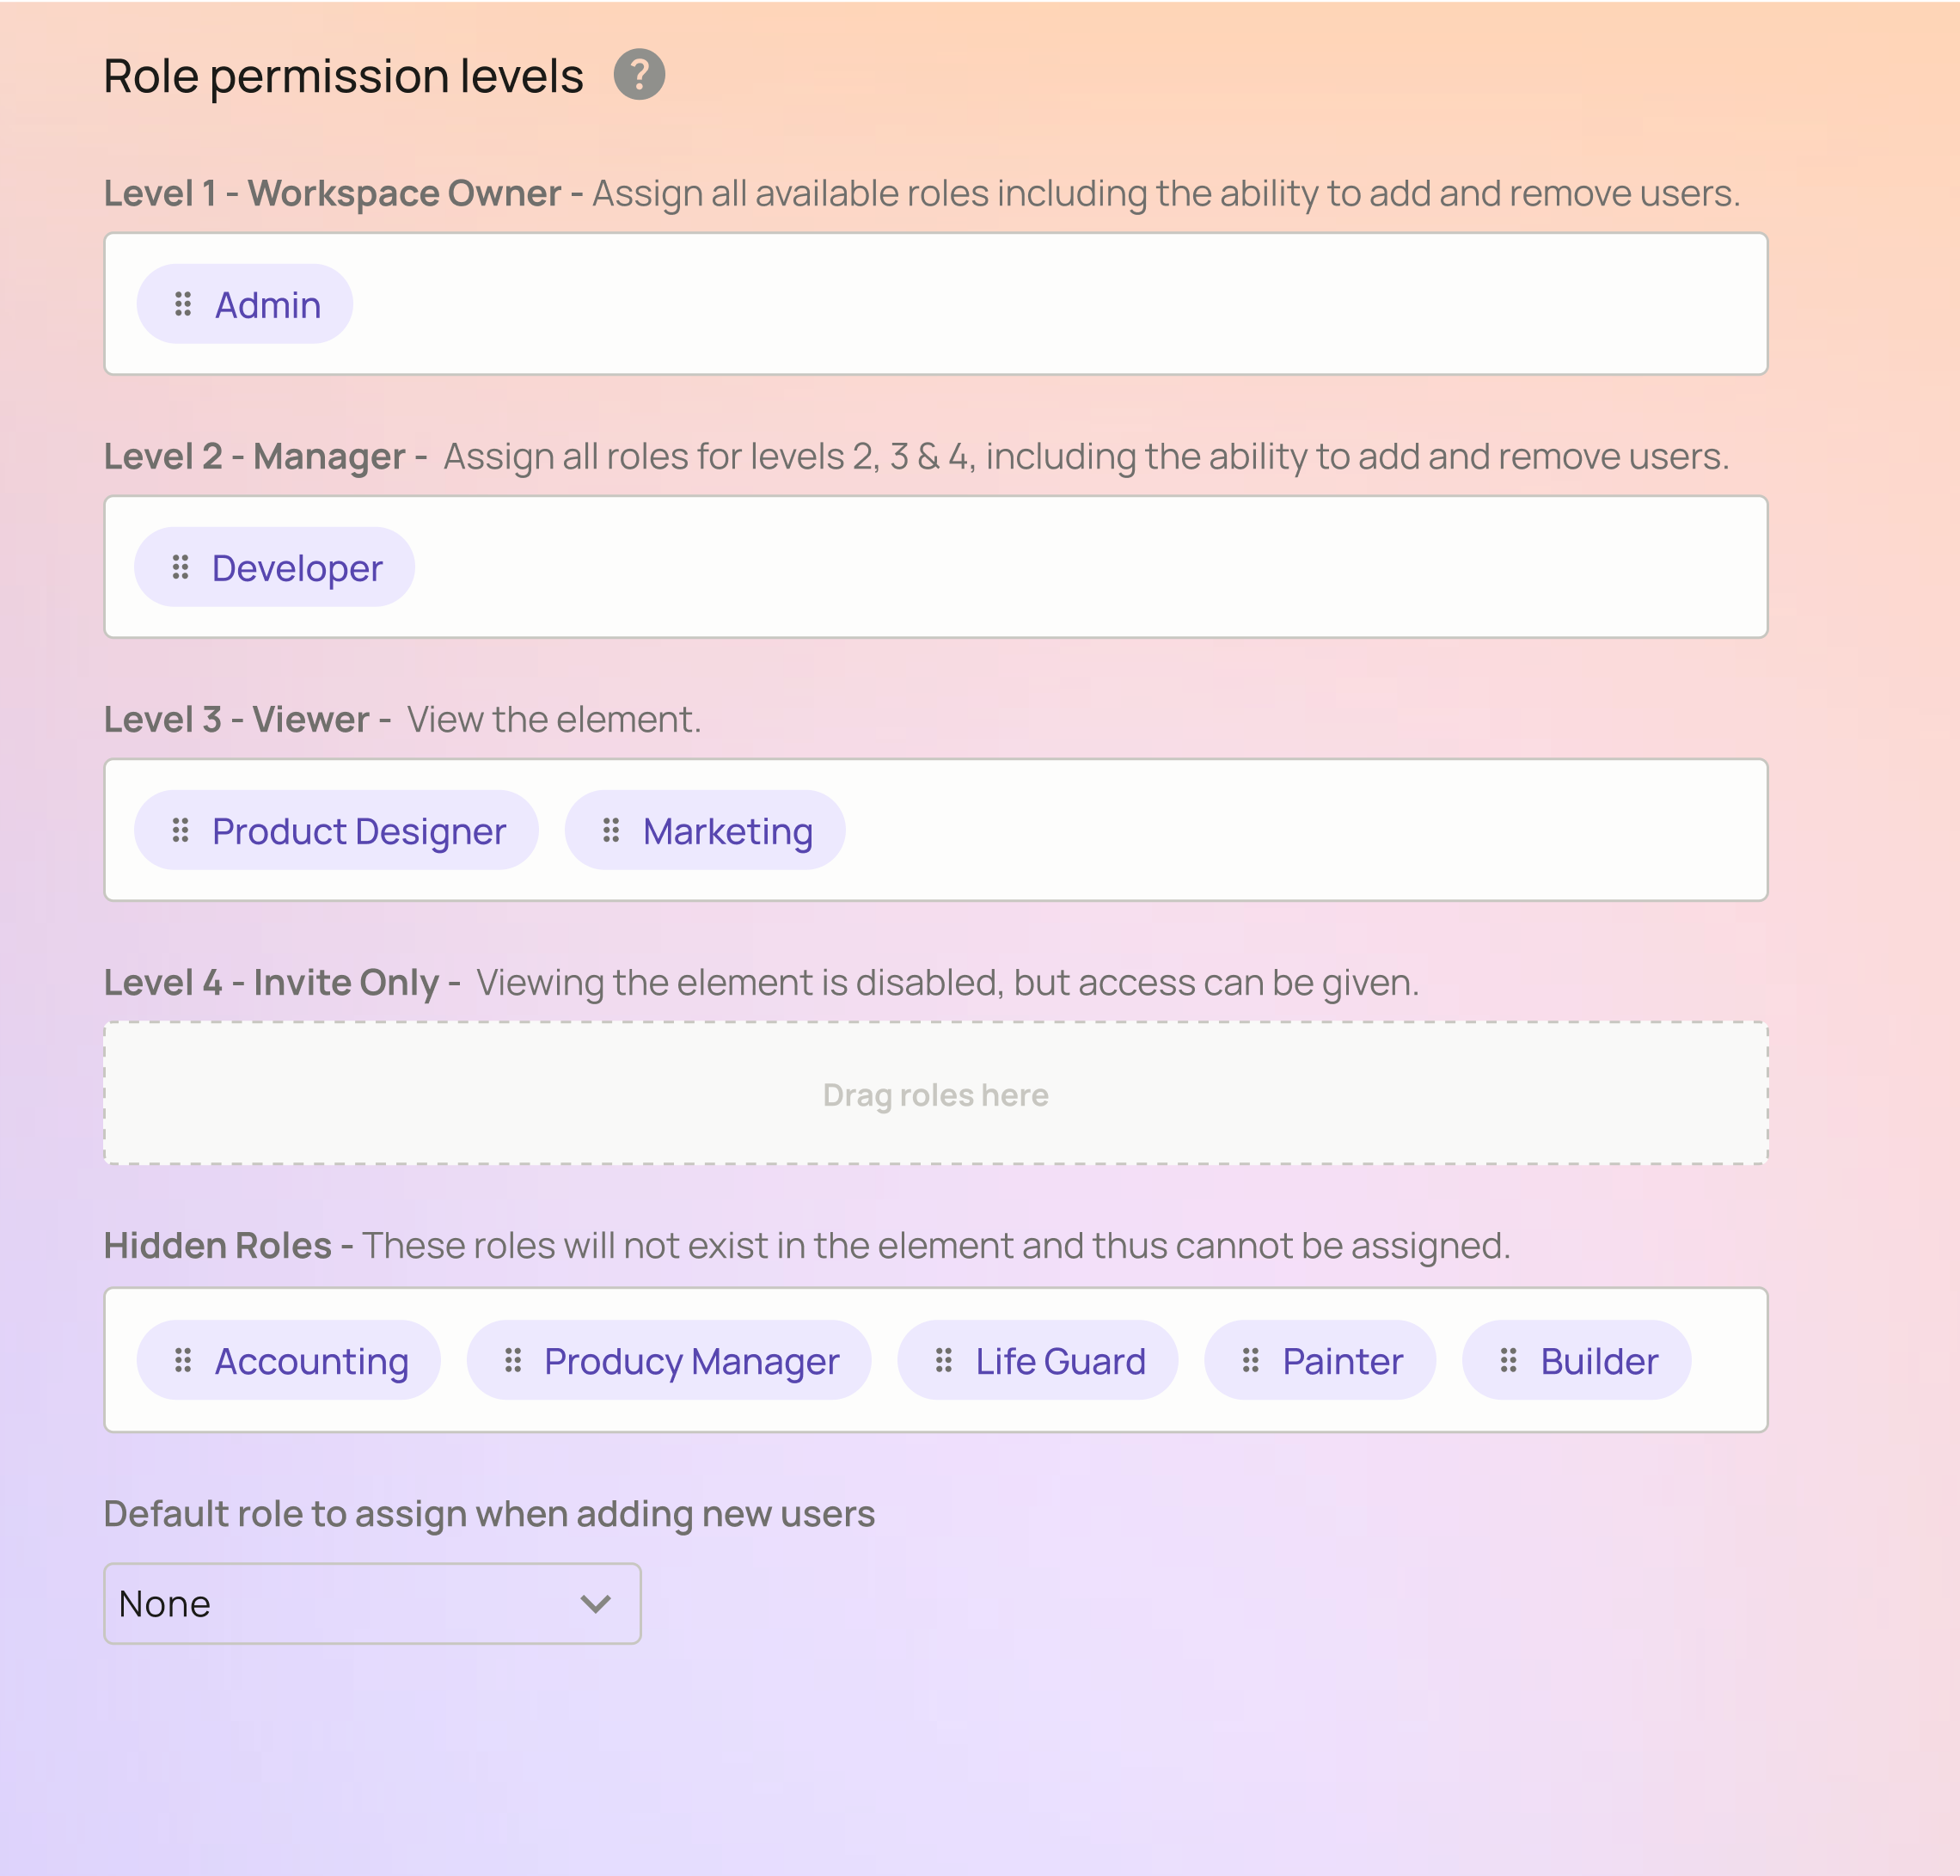 Role permission levels ?
Level 1 - Workspace Owner - Assign all available roles including the ability to add and remove users.
Admin
Level 2 - Manager - Assign all roles for levels 2, 3 & 4, including the ability to add and remove users.
Developer
Level 3 - Viewer - View the element.
Product Designer Marketing
Level 4 - Invite Only - Viewing the element is disabled, but access can be given.
Drag roles here
Hidden Roles - These roles will not exist in the element and thus cannot be assigned.
Accounting Producy Manager Life Guard Painter Builder
Default role to assign when adding new users
None